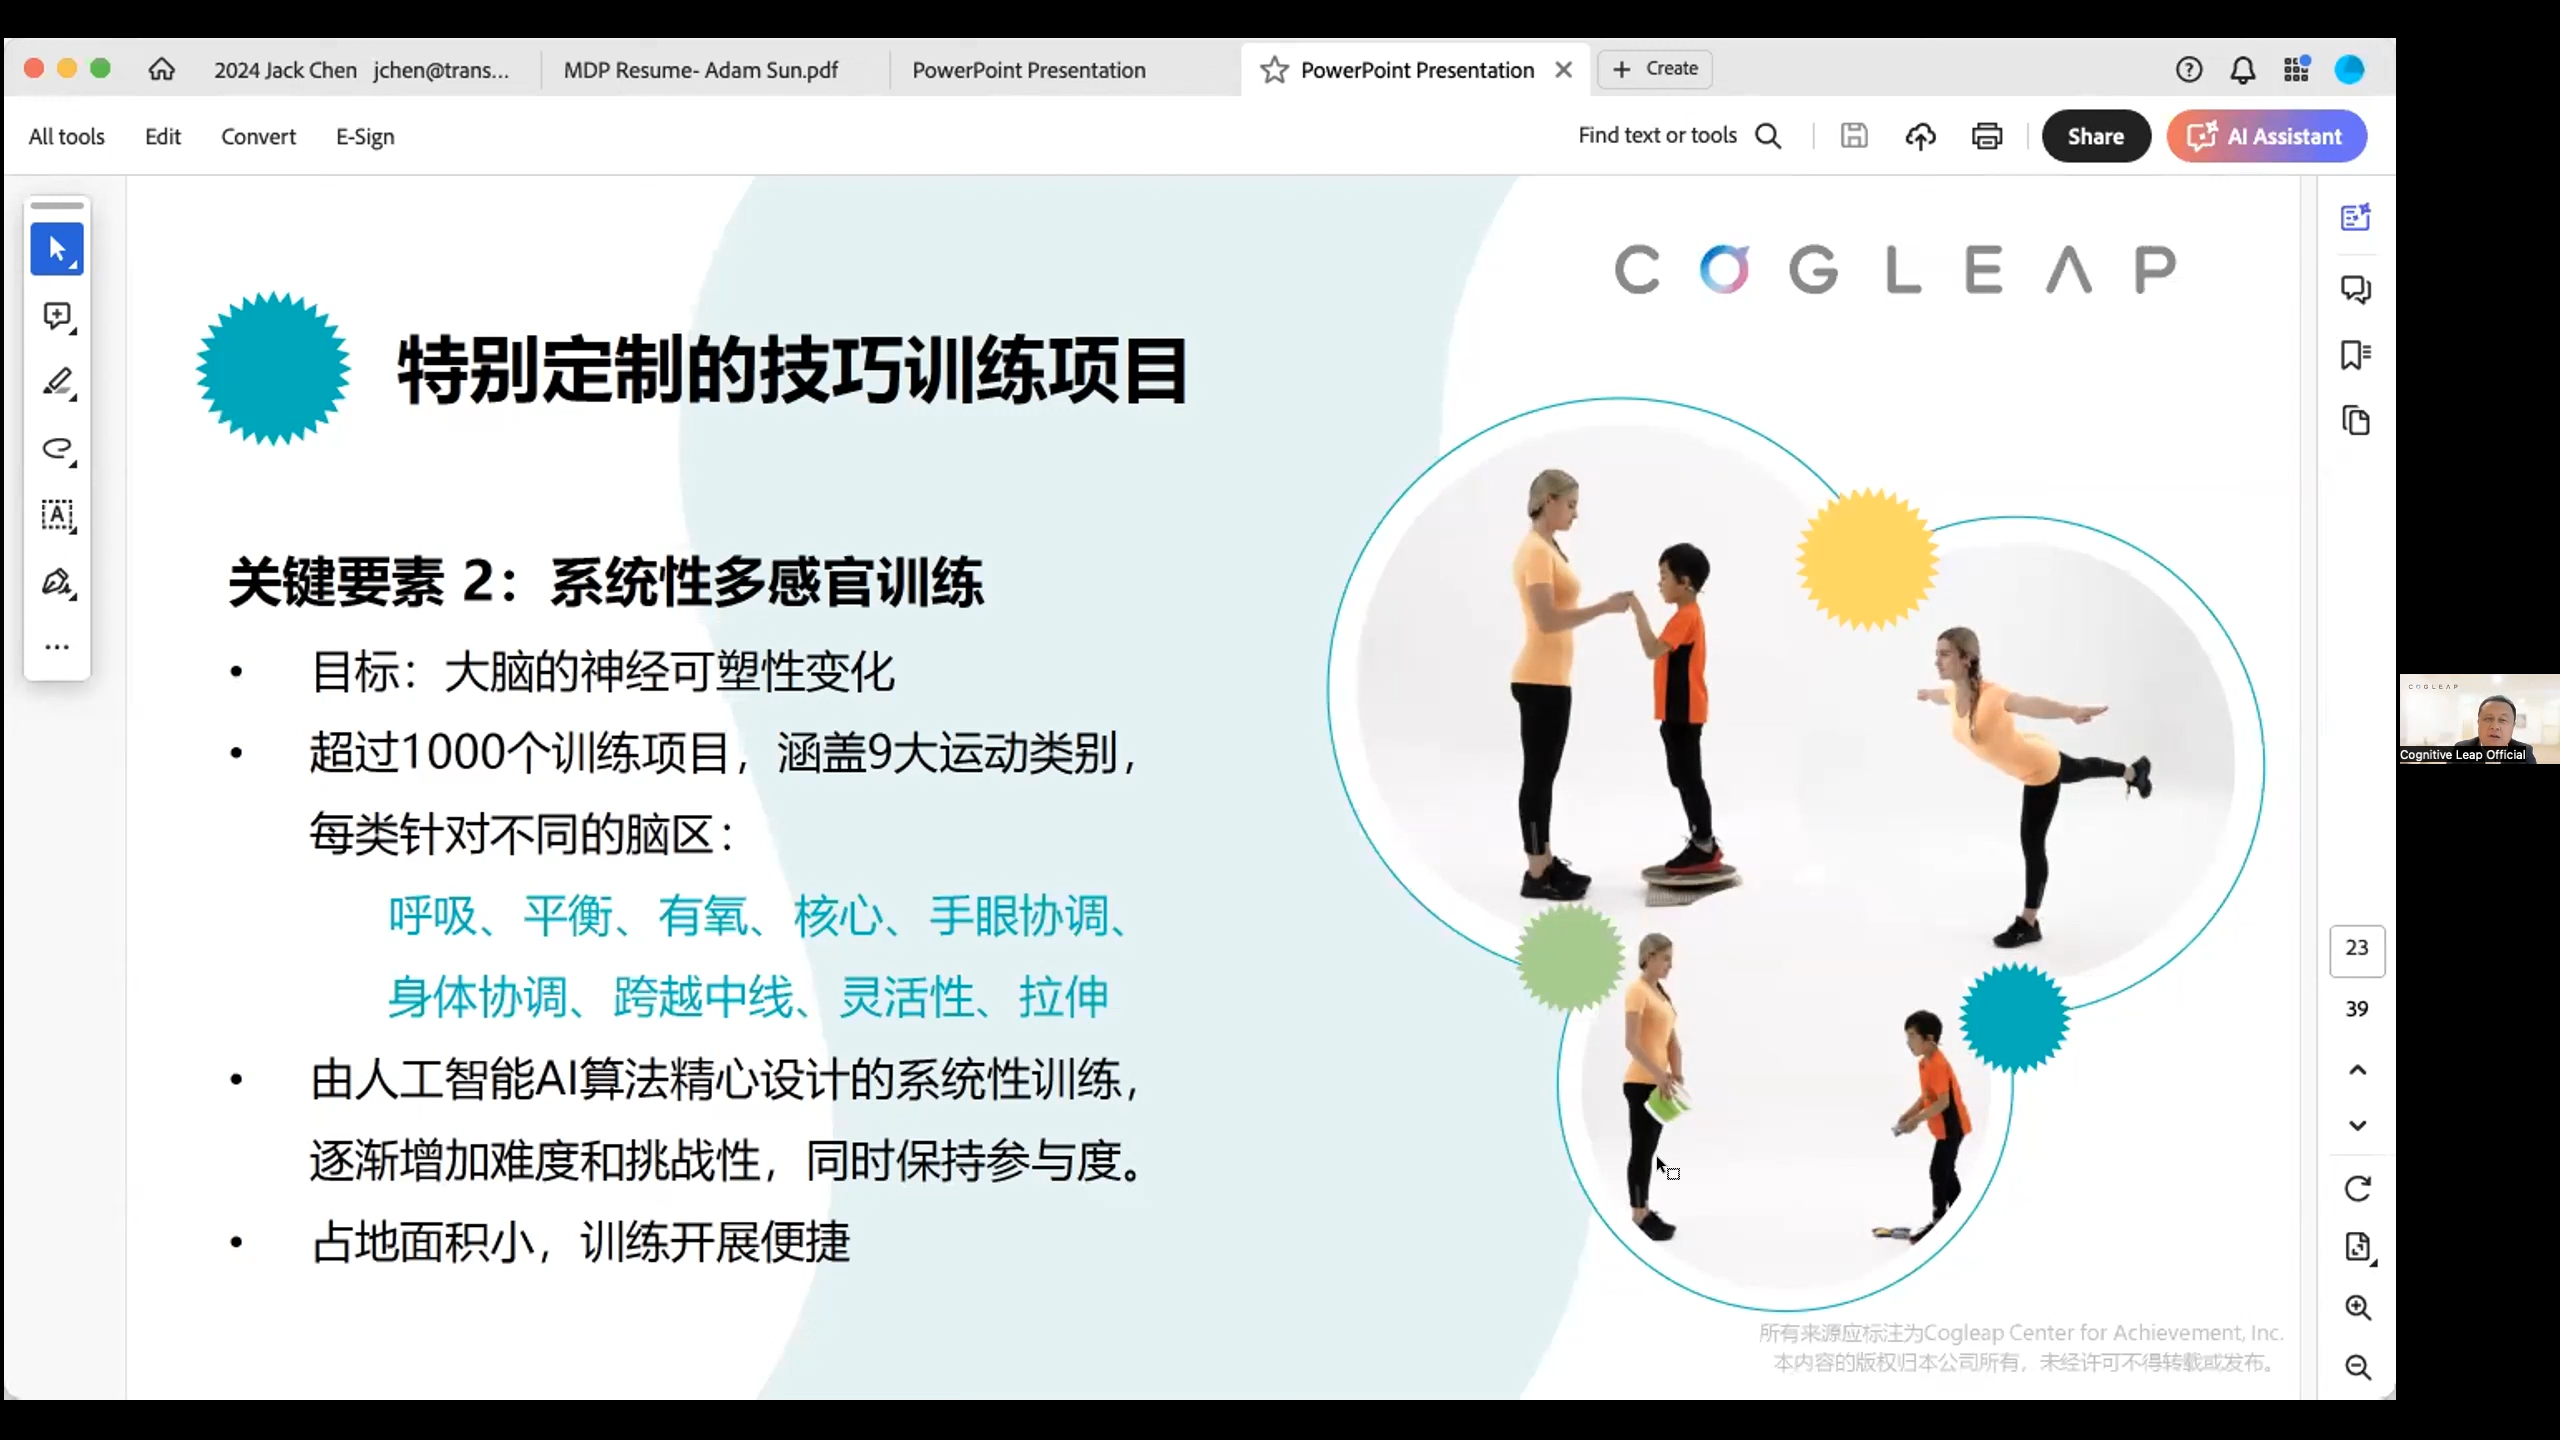 2024 Jack Chen jchen@trans...
MDP Resume- Adam Sun.pdf
PowerPoint Presentation
PowerPoint Presentation
Create
All tools
Edit
Convert
E-Sign
Find text or tools
Share
AI Assistant
COGLEAP
特别定制的技巧训练项目
关键要素 2：系统性多感官训练
• 目标：大脑的神经可塑性变化
• 超过1000个训练项目，涵盖9大运动类别，
每类针对不同的脑区：
呼吸、平衡、有氧、核心、手眼协调、
身体协调、跨越中线、灵活性、拉伸
• 由人工智能AI算法精心设计的系统性训练，
逐渐增加难度和挑战性，同时保持参与度。
• 占地面积小，训练开展便捷
所有来源应标注为Cogleap Center for Achievement, Inc.
本内容的版权归本公司所有，未经许可不得转载或发布。
23
39
COGLEAP
Cognitive Leap Official